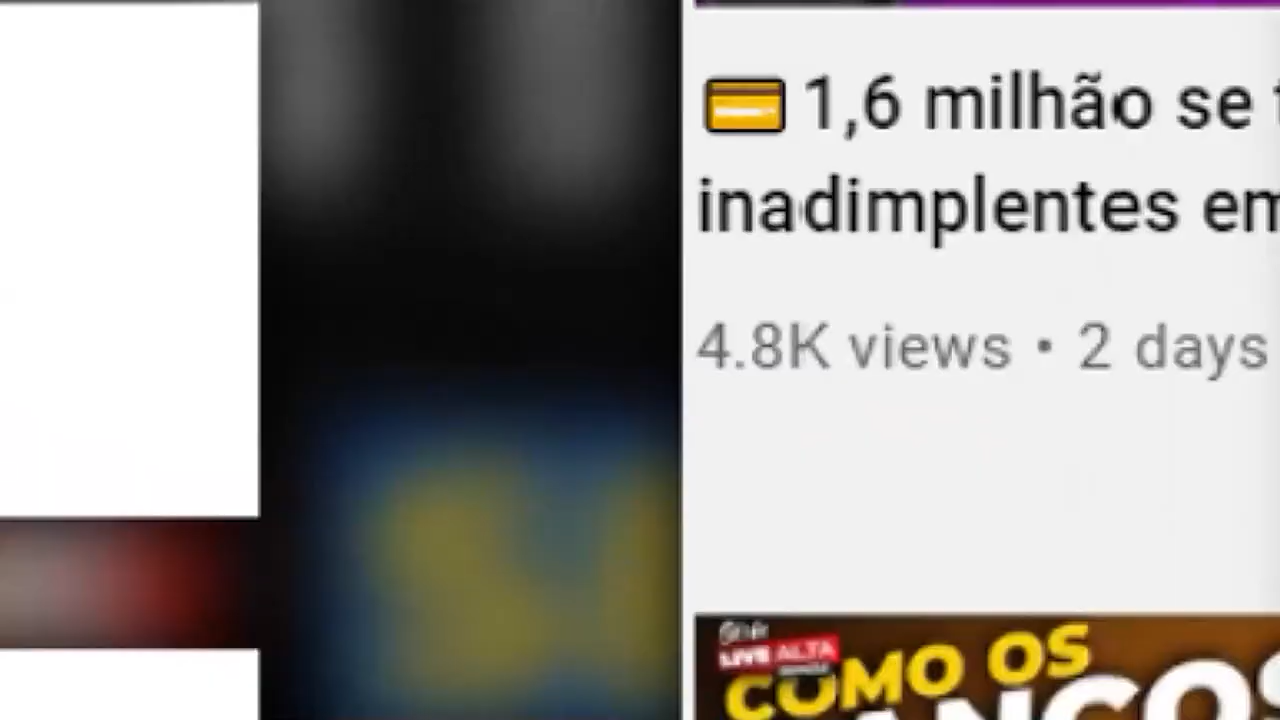 1,6 milhão se
inadimplentes em
4.8K views • 2 days
LIVE ALTA
COMO OS